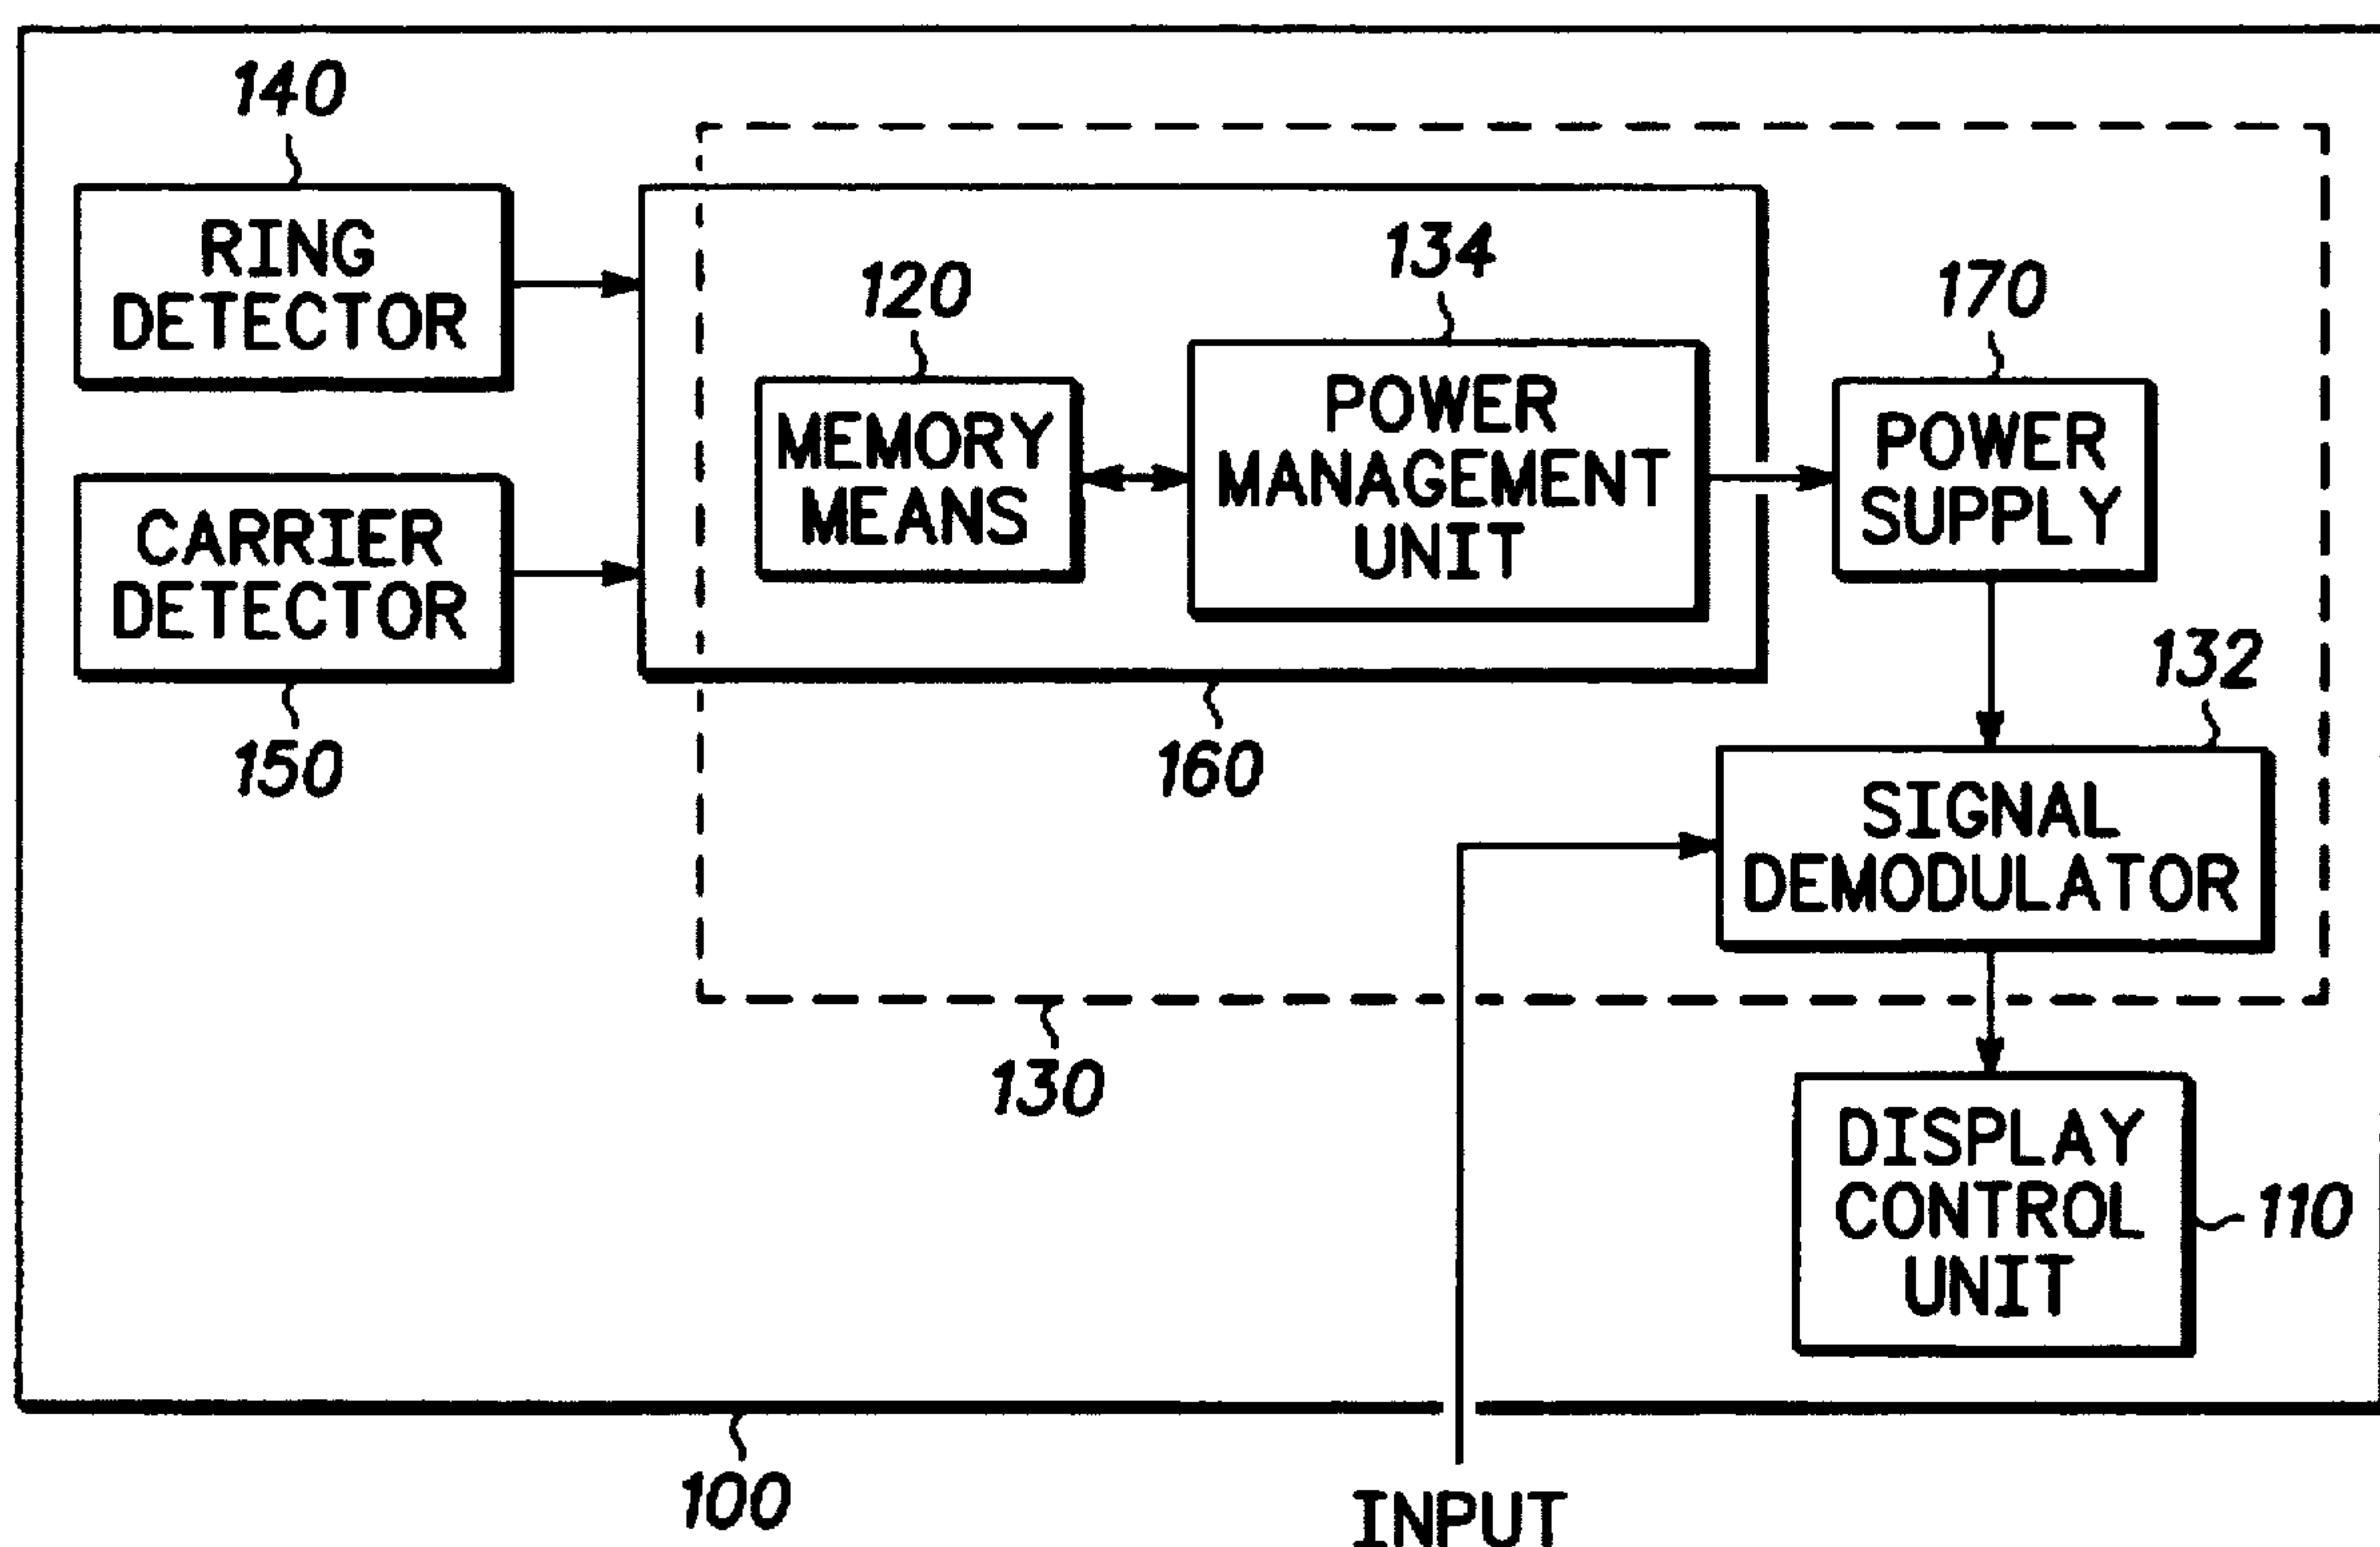 140
RING
DETECTOR
CARRIER
DETECTOR
150
120
MEMORY
MEANS
134
POWER
MANAGEMENT
UNIT
160
170
POWER
SUPPLY
132
SIGNAL
DEMODULATOR
130
DISPLAY
CONTROL
UNIT
110
100
INPUT